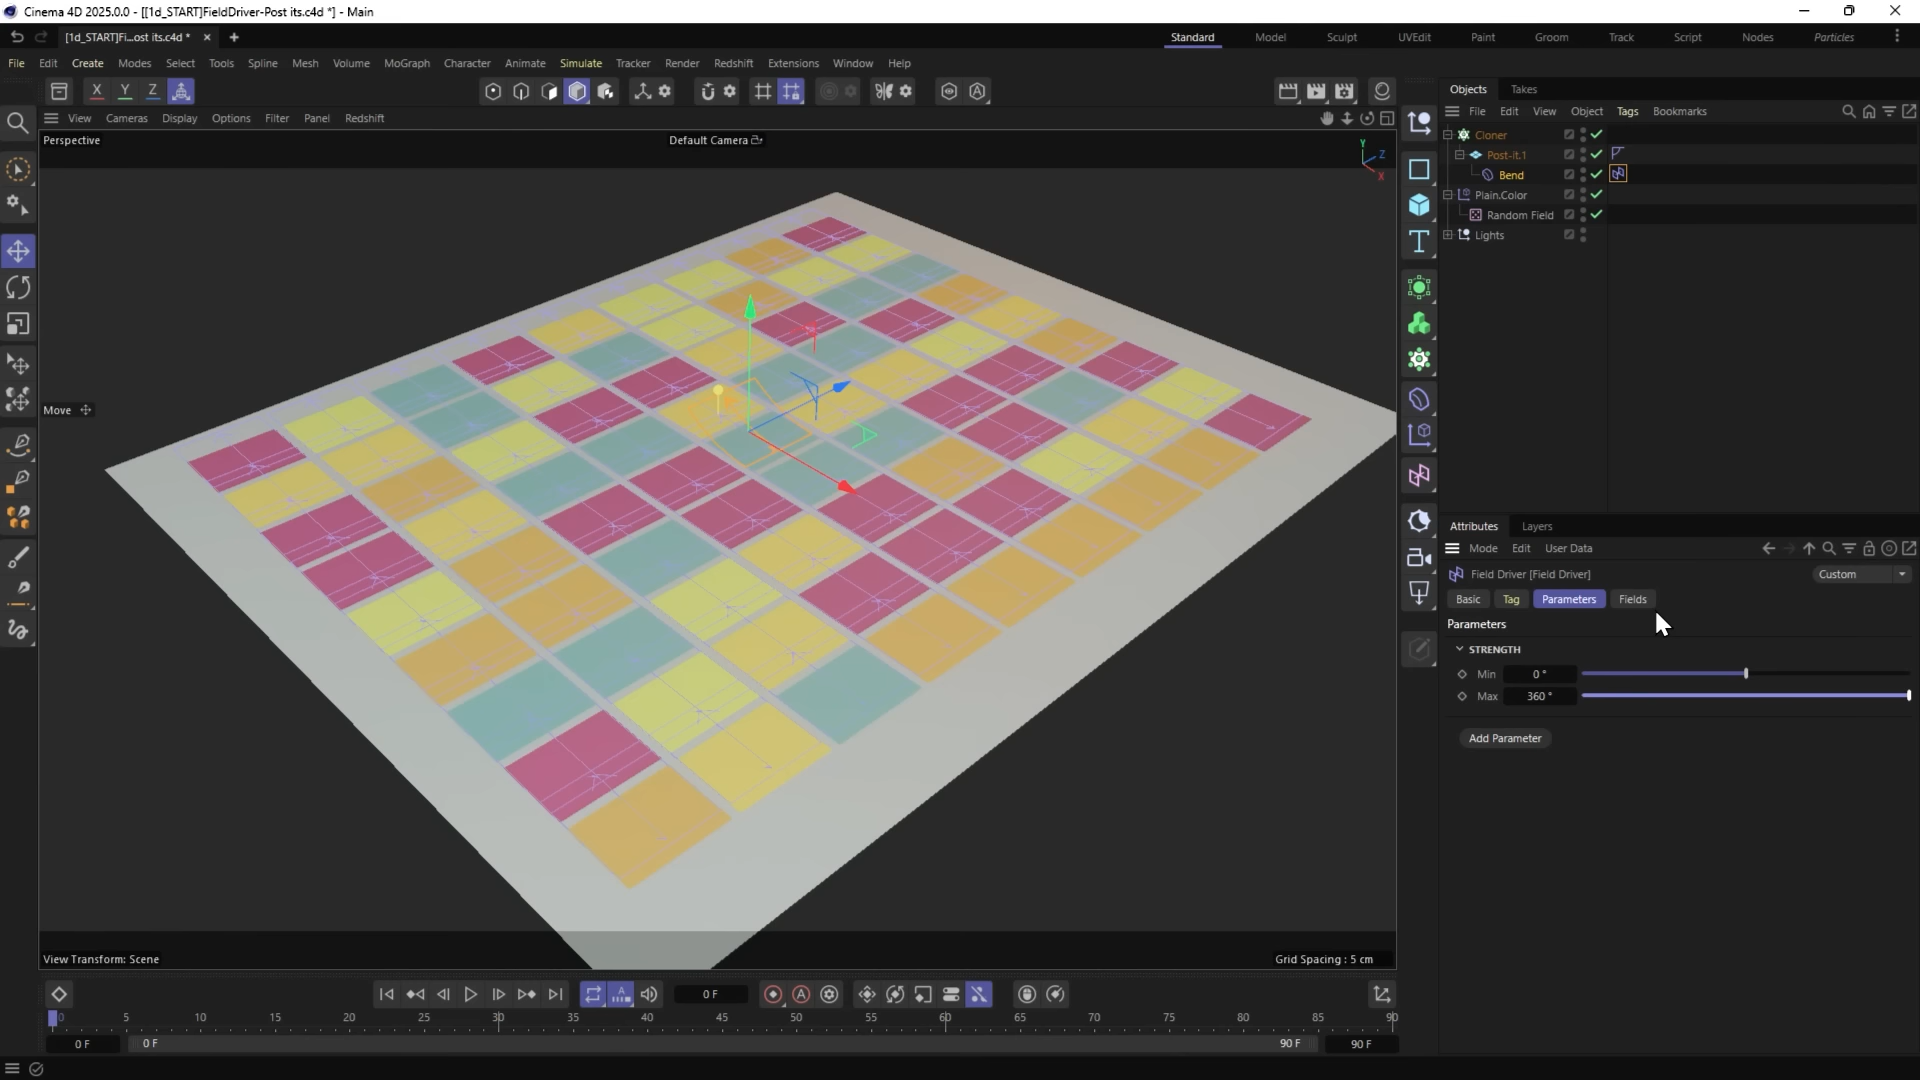 Cinema 4D 2025.0.0 - [[1d_START]FieldDriver-Post its.c4d *] - Main
[1d_START]Fi...ost its.c4d *
Standard Model Sculpt UVEdit Paint Groom Track Script Nodes Particles
File Edit Create Modes Select Tools Spline Mesh Volume MoGraph Character Animate Simulate Tracker Render Redshift Extensions Window Help
X Y Z
Objects Takes
View Cameras Display Options Filter Panel Redshift
File Edit View Object Tags Bookmarks
Perspective
Default Camera
Y
Z
X
Cloner
Post-it.1
Bend
Plain.Color
Random Field
Lights
Move
Attributes Layers
Mode Edit User Data
Field Driver [Field Driver]
Custom
Basic Tag Parameters Fields
Parameters
STRENGTH
Min 0 °
Max 360 °
Add Parameter
View Transform: Scene
Grid Spacing : 5 cm
0 F
0 5 10 15 20 25 30 35 40 45 50 55 60 65 70 75 80 85 90
0 F 0 F 90 F 90 F